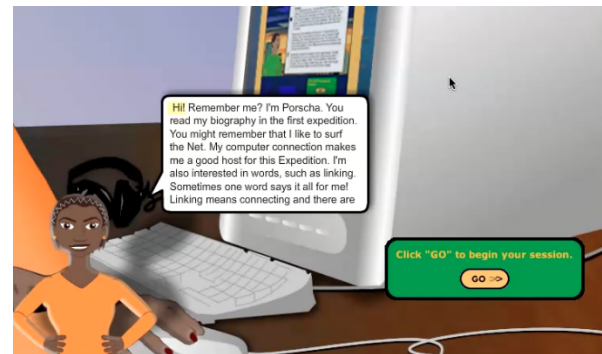 Hi! Remember me? I'm Porscha. You
read my biography in the first expedition.
You might remember that I like to surf
the Net. My computer connection makes
me a good host for this Expedition. I'm
also interested in words, such as linking.
Sometimes one word says it all for me!
Linking means connecting and there are
Click "GO" to begin your session.
GO >>